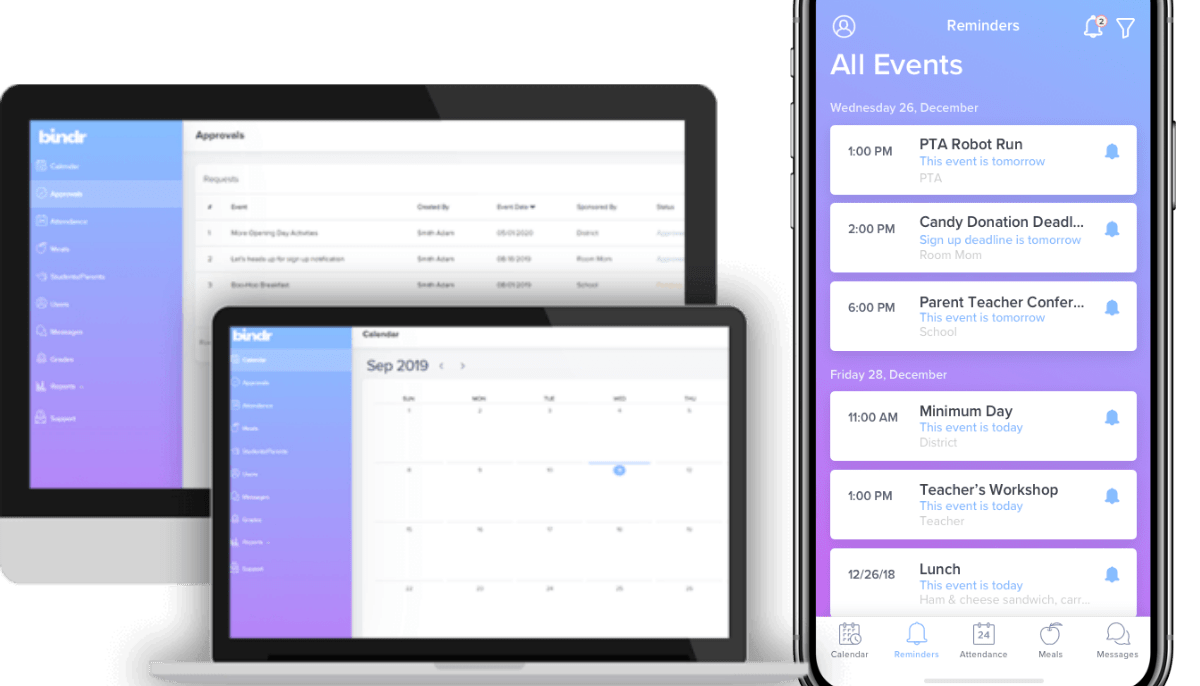 bindr
Calendar
Approvals
Attendance
Meals
Students/Parents
Users
Messages
Grades
Reports
Support
Approvals
Requests
# Event Created By Event Date Sponsored By Status
1 More Opening Day Activities Smith Adam 05/01/2020 District
2 Let's heads up for sign up notification Smith Adam Room Mom
3 Boo-Hoo Breakfast Smith Adam School
bindr
Calendar
Approvals
Attendance
Meals
Students/Parents
Users
Messages
Grades
Reports
Support
Calendar
Sep 2019 < >
SUN MON TUE WED THU
1 2 3 4 5
8 9 10 11 12
15 16 17 18 19
22 23 24 25 26
Reminders
2
All Events
Wednesday 26, December
1:00 PM
PTA Robot Run
This event is tomorrow
PTA
2:00 PM
Candy Donation Deadl...
Sign up deadline is tomorrow
Room Mom
6:00 PM
Parent Teacher Confer...
This event is tomorrow
School
Friday 28, December
11:00 AM
Minimum Day
This event is today
District
1:00 PM
Teacher’s Workshop
This event is today
Teacher
12/26/18
Lunch
This event is today
Ham & cheese sandwich, carr...
24
Calendar Reminders Attendance Meals Messages